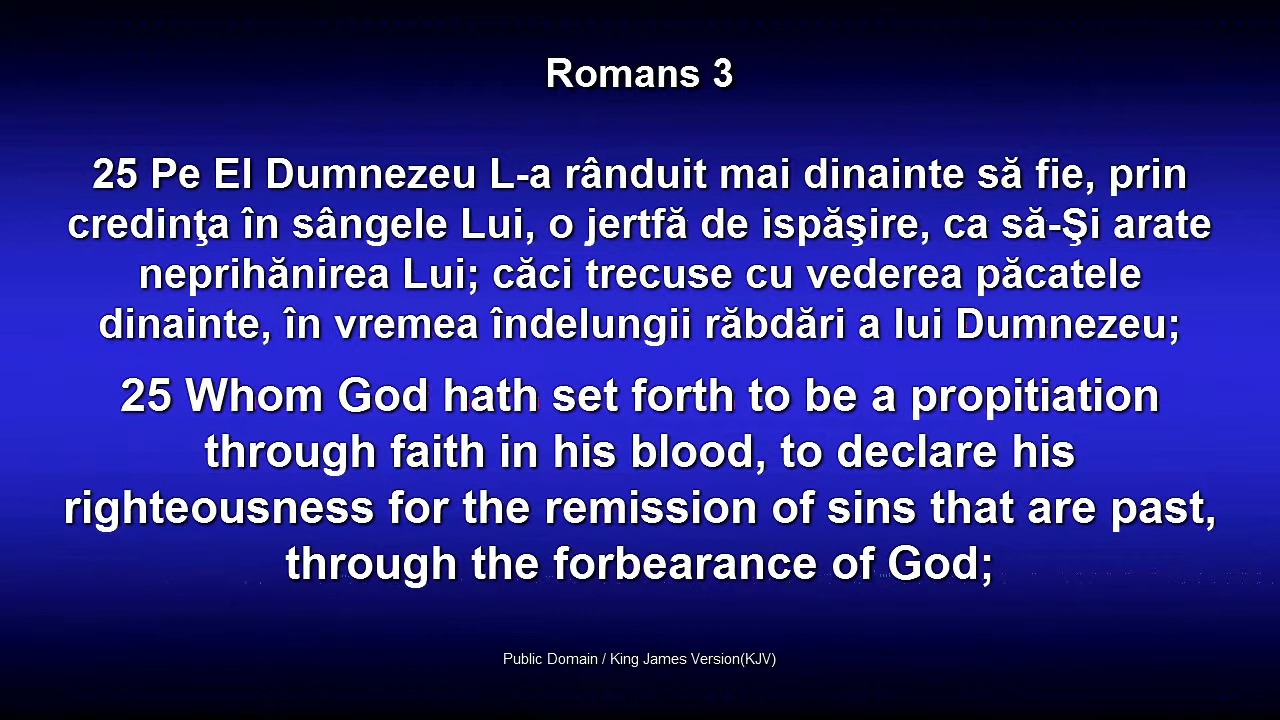 Romans 3
25 Pe El Dumnezeu L-a rânduit mai dinainte să fie, prin
credinţa în sângele Lui, o jertfă de ispăşire, ca să-Şi arate
neprihănirea Lui; căci trecuse cu vederea păcatele
dinainte, în vremea îndelungii răbdări a lui Dumnezeu;
25 Whom God hath set forth to be a propitiation
through faith in his blood, to declare his
righteousness for the remission of sins that are past,
through the forbearance of God;
Public Domain / King James Version(KJV)